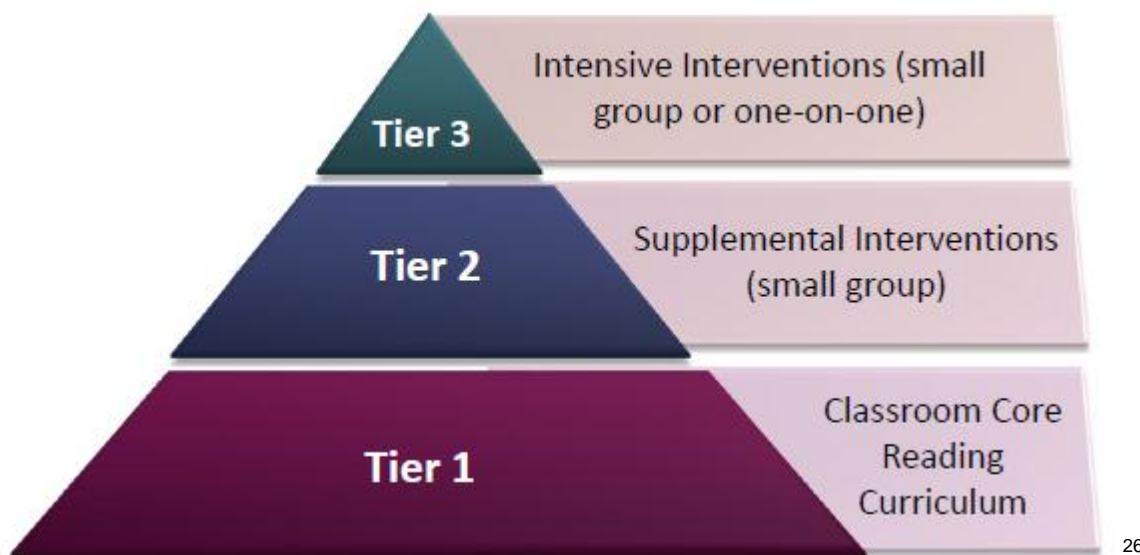 Tier 3
Intensive Interventions (small
group or one-on-one)
Tier 2
Supplemental Interventions
(small group)
Tier 1
Classroom Core
Reading
Curriculum
26